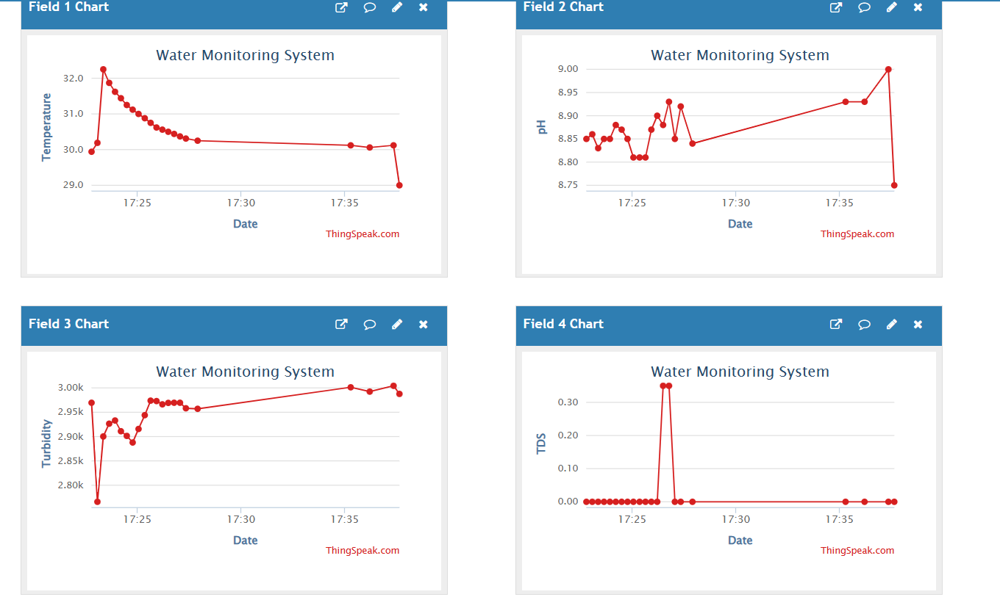 Field 1 Chart
Water Monitoring System
Temperature
32.0
31.0
30.0
29.0
17:25 17:30 17:35
Date
ThingSpeak.com
Field 2 Chart
Water Monitoring System
pH
9.00
8.95
8.90
8.85
8.80
8.75
17:25 17:30 17:35
Date
ThingSpeak.com
Field 3 Chart
Water Monitoring System
Turbidity
3.00k
2.95k
2.90k
2.85k
2.80k
17:25 17:30 17:35
Date
ThingSpeak.com
Field 4 Chart
Water Monitoring System
TDS
0.30
0.20
0.10
0.00
17:25 17:30 17:35
Date
ThingSpeak.com